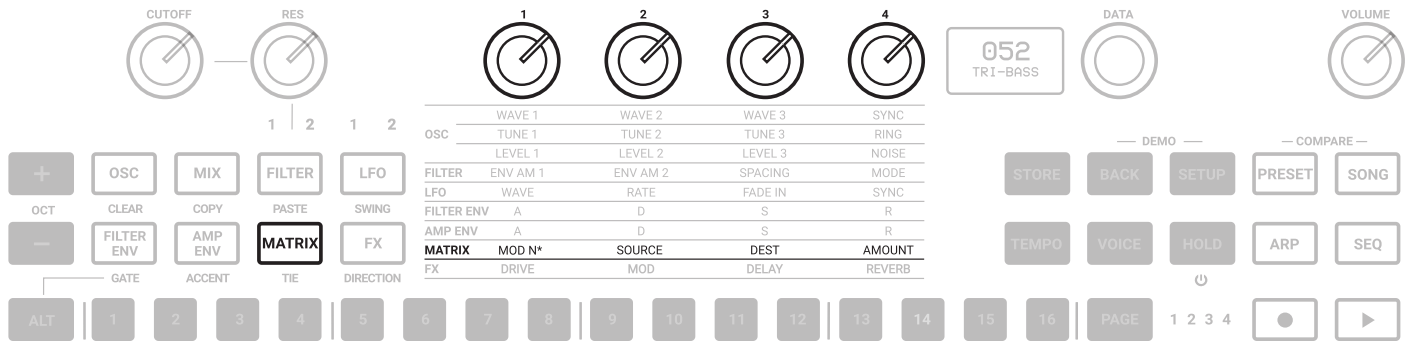 CUTOFF RES 1 2 3 4 DATA VOLUME
052
TRI-BASS
1 2 1 2
WAVE 1 WAVE 2 WAVE 3 SYNC
OSC TUNE 1 TUNE 2 TUNE 3 RING
LEVEL 1 LEVEL 2 LEVEL 3 NOISE
FILTER ENV AM 1 ENV AM 2 SPACING MODE
LFO WAVE RATE FADE IN SYNC
FILTER ENV A D S R
AMP ENV A D S R
MATRIX MOD N* SOURCE DEST AMOUNT
FX DRIVE MOD DELAY REVERB
DEMO COMPARE
+ OSC MIX FILTER LFO STORE BACK SETUP PRESET SONG
OCT CLEAR COPY PASTE SWING
− FILTER ENV AMP ENV MATRIX FX TEMPO VOICE HOLD ARP SEQ
GATE ACCENT TIE DIRECTION
ALT 1 2 3 4 5 6 7 8 9 10 11 12 13 14 15 16 PAGE 1 2 3 4